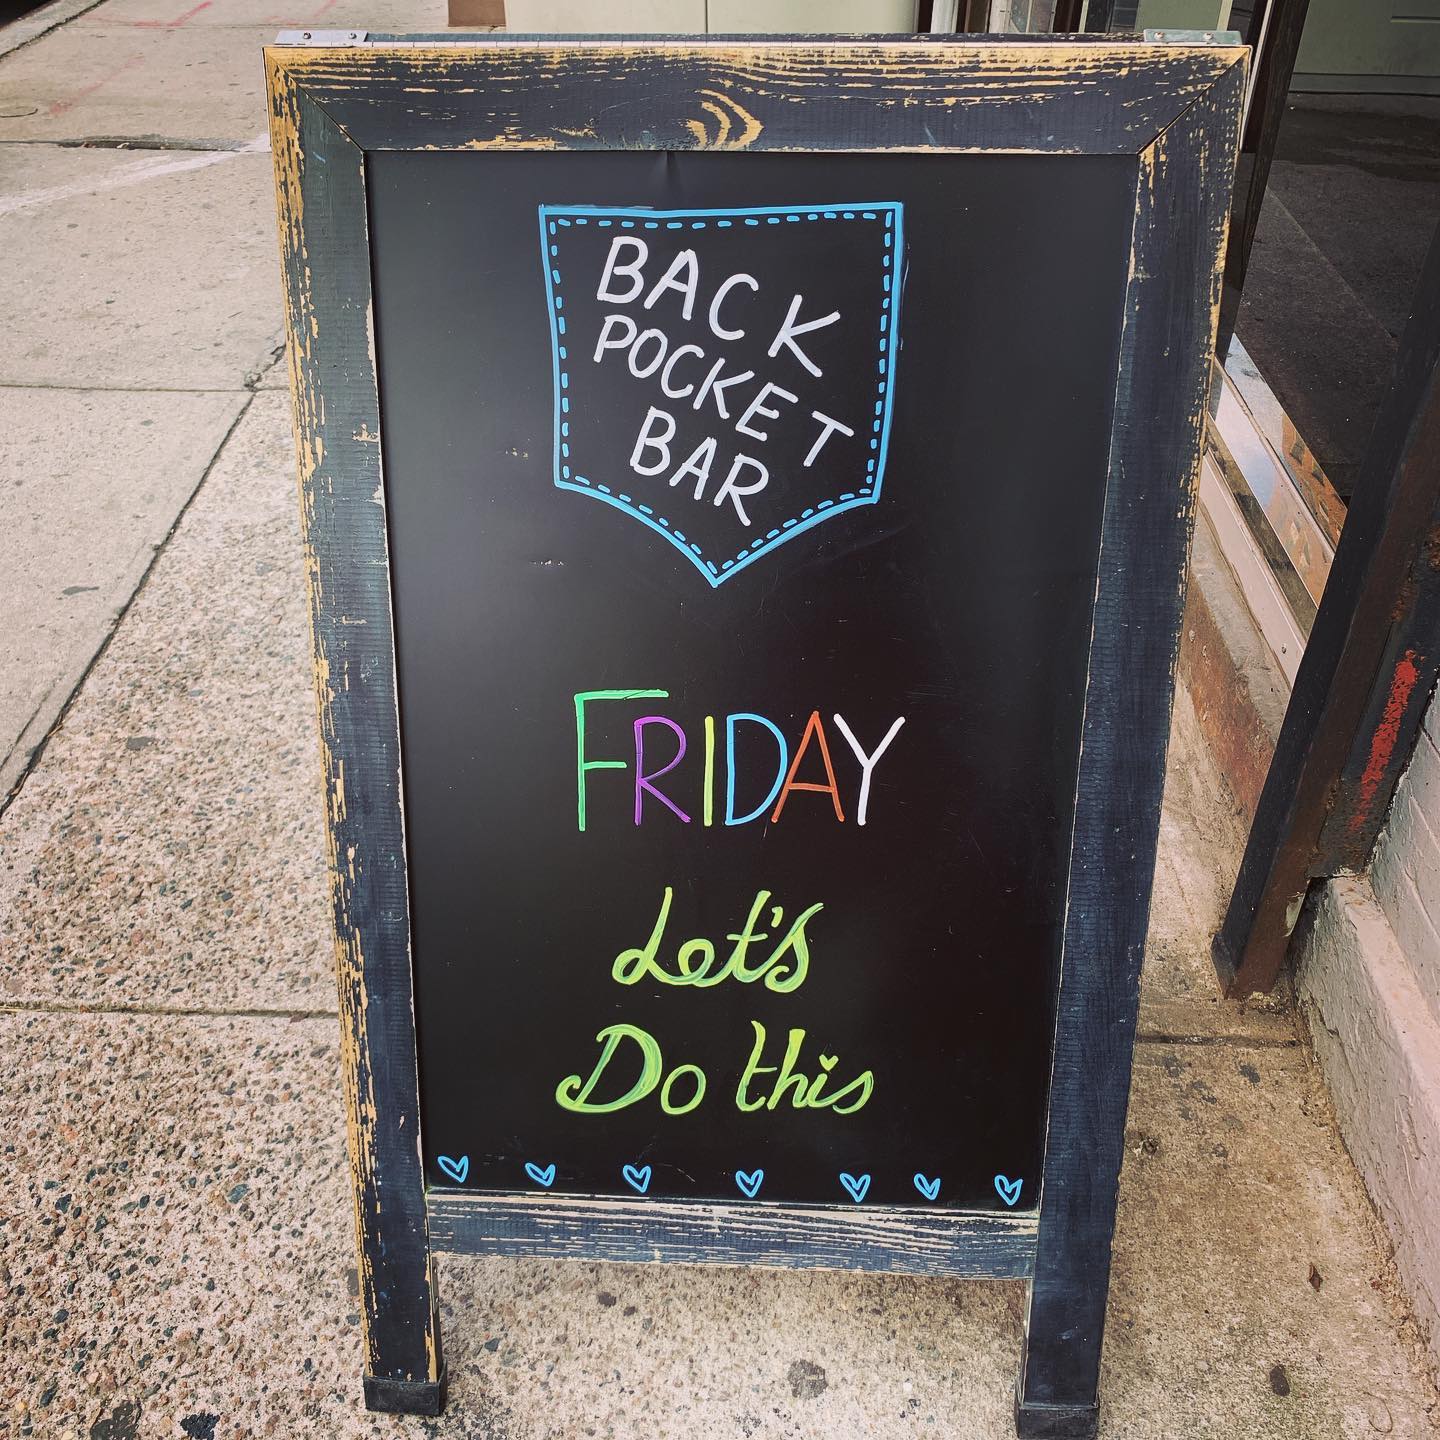 BACK
POCKET
BAR
FRIDAY
Let's
Do this